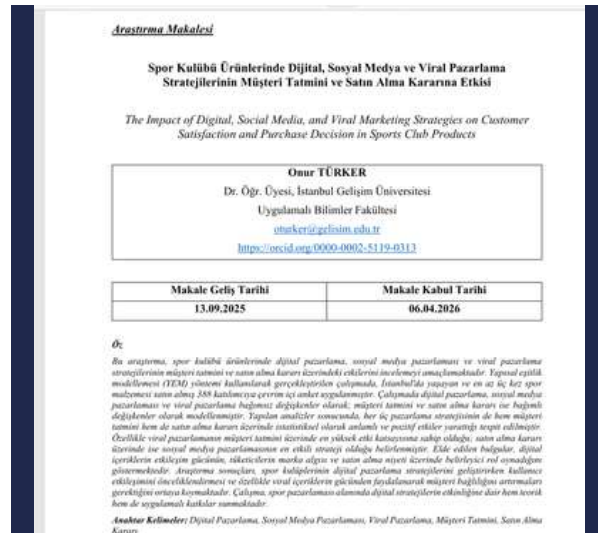 Araştırma Makalesi
Spor Kulübü Ürünlerinde Dijital, Sosyal Medya ve Viral Pazarlama
Stratejilerinin Müşteri Tatmini ve Satın Alma Kararına Etkisi
The Impact of Digital, Social Media, and Viral Marketing Strategies on Customer
Satisfaction and Purchase Decision in Sports Club Products
Onur TÜRKER
Dr. Öğr. Üyesi, İstanbul Gelişim Üniversitesi
Uygulamalı Bilimler Fakültesi
oturker@gelisim.edu.tr
https://orcid.org/0000-0002-5119-0313
Makale Geliş Tarihi Makale Kabul Tarihi
13.09.2025 06.04.2026
Öz
Bu araştırma, spor kulübü ürünlerinde dijital pazarlama, sosyal medya pazarlaması ve viral pazarlama
stratejilerinin müşteri tatmini ve satın alma kararı üzerindeki etkilerini incelemeyi amaçlamaktadır. Yapısal eşitlik
modellemesi (YEM) yöntemi kullanılarak gerçekleştirilen çalışmada, İstanbul'da yaşayan ve en az üç kez spor
malzemesi satın almış 388 katılımcıya çevrim içi anket uygulanmıştır. Çalışmada dijital pazarlama, sosyal medya
pazarlaması ve viral pazarlama bağımsız değişkenler olarak; müşteri tatmini ve satın alma kararı ise bağımlı
değişkenler olarak modellenmiştir. Yapılan analizler sonucunda, her üç pazarlama stratejisinin de hem müşteri
tatmini hem de satın alma kararı üzerinde istatistiksel olarak anlamlı ve pozitif etkiler yarattığı tespit edilmiştir.
Özellikle viral pazarlamanın müşteri tatmini üzerinde en yüksek etki katsayısına sahip olduğu; satın alma kararı
üzerinde ise sosyal medya pazarlamasının en etkili strateji olduğu belirlenmiştir. Elde edilen bulgular, dijital
içeriklerin etkileşim gücünün, tüketicilerin marka algısı ve satın alma niyeti üzerinde belirleyici rol oynadığını
göstermektedir. Araştırma sonuçları, spor kulüplerinin dijital pazarlama stratejilerini geliştirirken kullanıcı
etkileşimini önceliklendirmesi ve özellikle viral içeriklerin gücünden faydalanarak müşteri bağlılığını artırmaları
gerektiğini ortaya koymaktadır. Çalışma, spor pazarlaması alanında dijital stratejilerin etkinliğine dair hem teorik
hem de uygulamalı katkılar sunmaktadır.
Anahtar Kelimeler: Dijital Pazarlama, Sosyal Medya Pazarlaması, Viral Pazarlama, Müşteri Tatmini, Satın Alma
Kararı